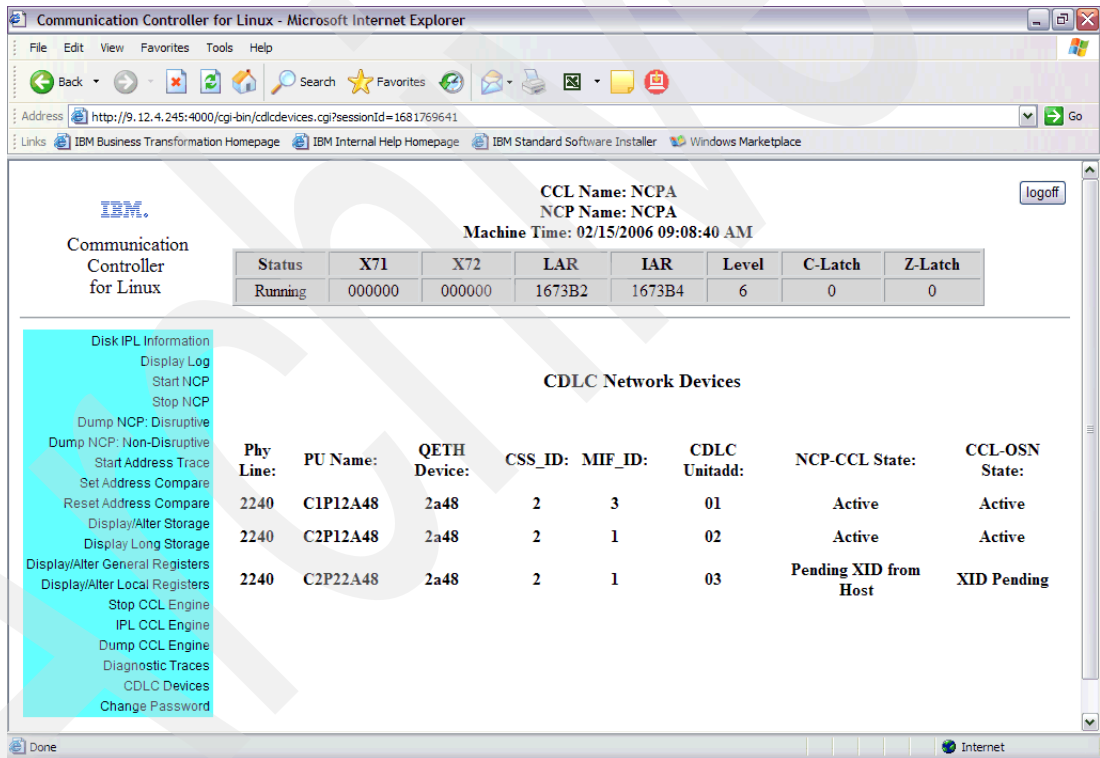 Communication Controller for Linux - Microsoft Internet Explorer
File Edit View Favorites Tools Help
Back Search Favorites
Address http://9.12.4.245:4000/cgi-bin/cdlcdevices.cgi?sessionId=1681769641 Go
Links IBM Business Transformation Homepage IBM Internal Help Homepage IBM Standard Software Installer Windows Marketplace
IBM.
Communication
Controller
for Linux
CCL Name: NCPA
NCP Name: NCPA
Machine Time: 02/15/2006 09:08:40 AM
logoff
Status X71 X72 LAR IAR Level C-Latch Z-Latch
Running 000000 000000 1673B2 1673B4 6 0 0
Disk IPL Information
Display Log
Start NCP
Stop NCP
Dump NCP: Disruptive
Dump NCP: Non-Disruptive
Start Address Trace
Set Address Compare
Reset Address Compare
Display/Alter Storage
Display Long Storage
Display/Alter General Registers
Display/Alter Local Registers
Stop CCL Engine
IPL CCL Engine
Dump CCL Engine
Diagnostic Traces
CDLC Devices
Change Password
CDLC Network Devices
Phy Line: PU Name: QETH Device: CSS_ID: MIF_ID: CDLC Unitadd: NCP-CCL State: CCL-OSN State:
2240 C1P12A48 2a48 2 3 01 Active Active
2240 C2P12A48 2a48 2 1 02 Active Active
2240 C2P22A48 2a48 2 1 03 Pending XID from Host XID Pending
Done Internet